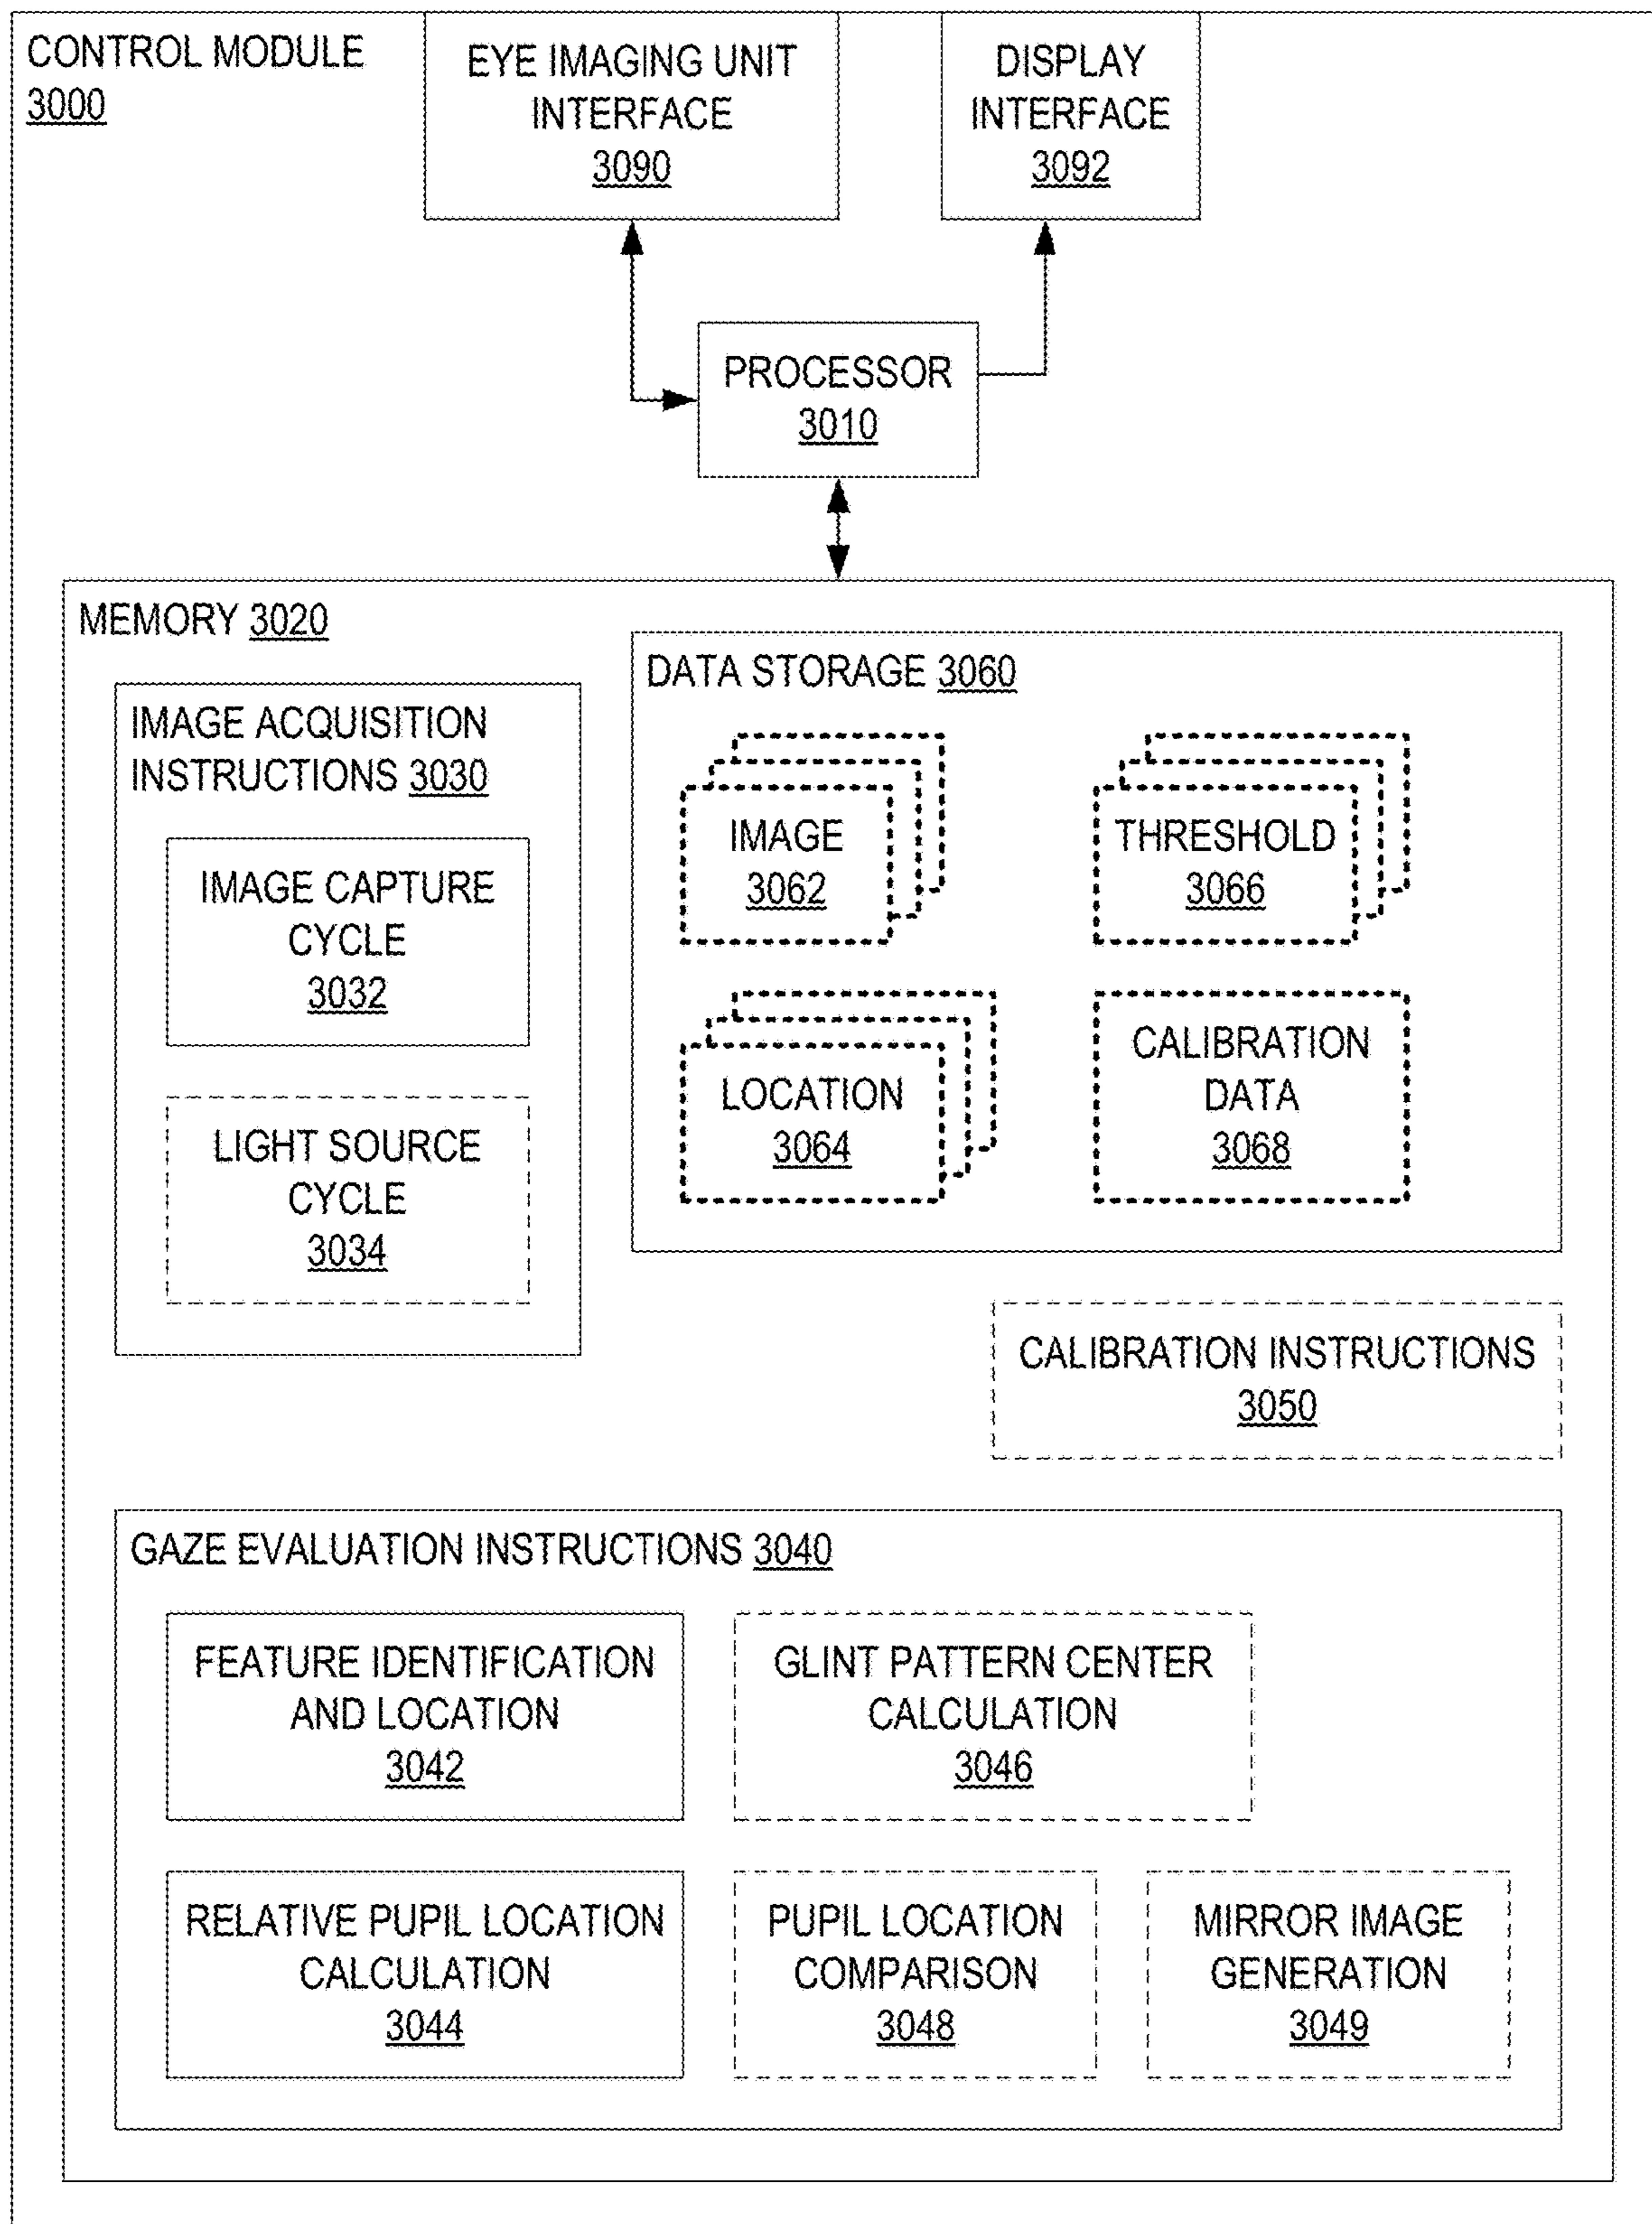 CONTROL MODULE
3000
EYE IMAGING UNIT
INTERFACE
3090
DISPLAY
INTERFACE
3092
PROCESSOR
3010
MEMORY 3020
IMAGE ACQUISITION
INSTRUCTIONS 3030
IMAGE CAPTURE
CYCLE
3032
LIGHT SOURCE
CYCLE
3034
DATA STORAGE 3060
IMAGE
3062
THRESHOLD
3066
LOCATION
3064
CALIBRATION
DATA
3068
CALIBRATION INSTRUCTIONS
3050
GAZE EVALUATION INSTRUCTIONS 3040
FEATURE IDENTIFICATION
AND LOCATION
3042
GLINT PATTERN CENTER
CALCULATION
3046
RELATIVE PUPIL LOCATION
CALCULATION
3044
PUPIL LOCATION
COMPARISON
3048
MIRROR IMAGE
GENERATION
3049